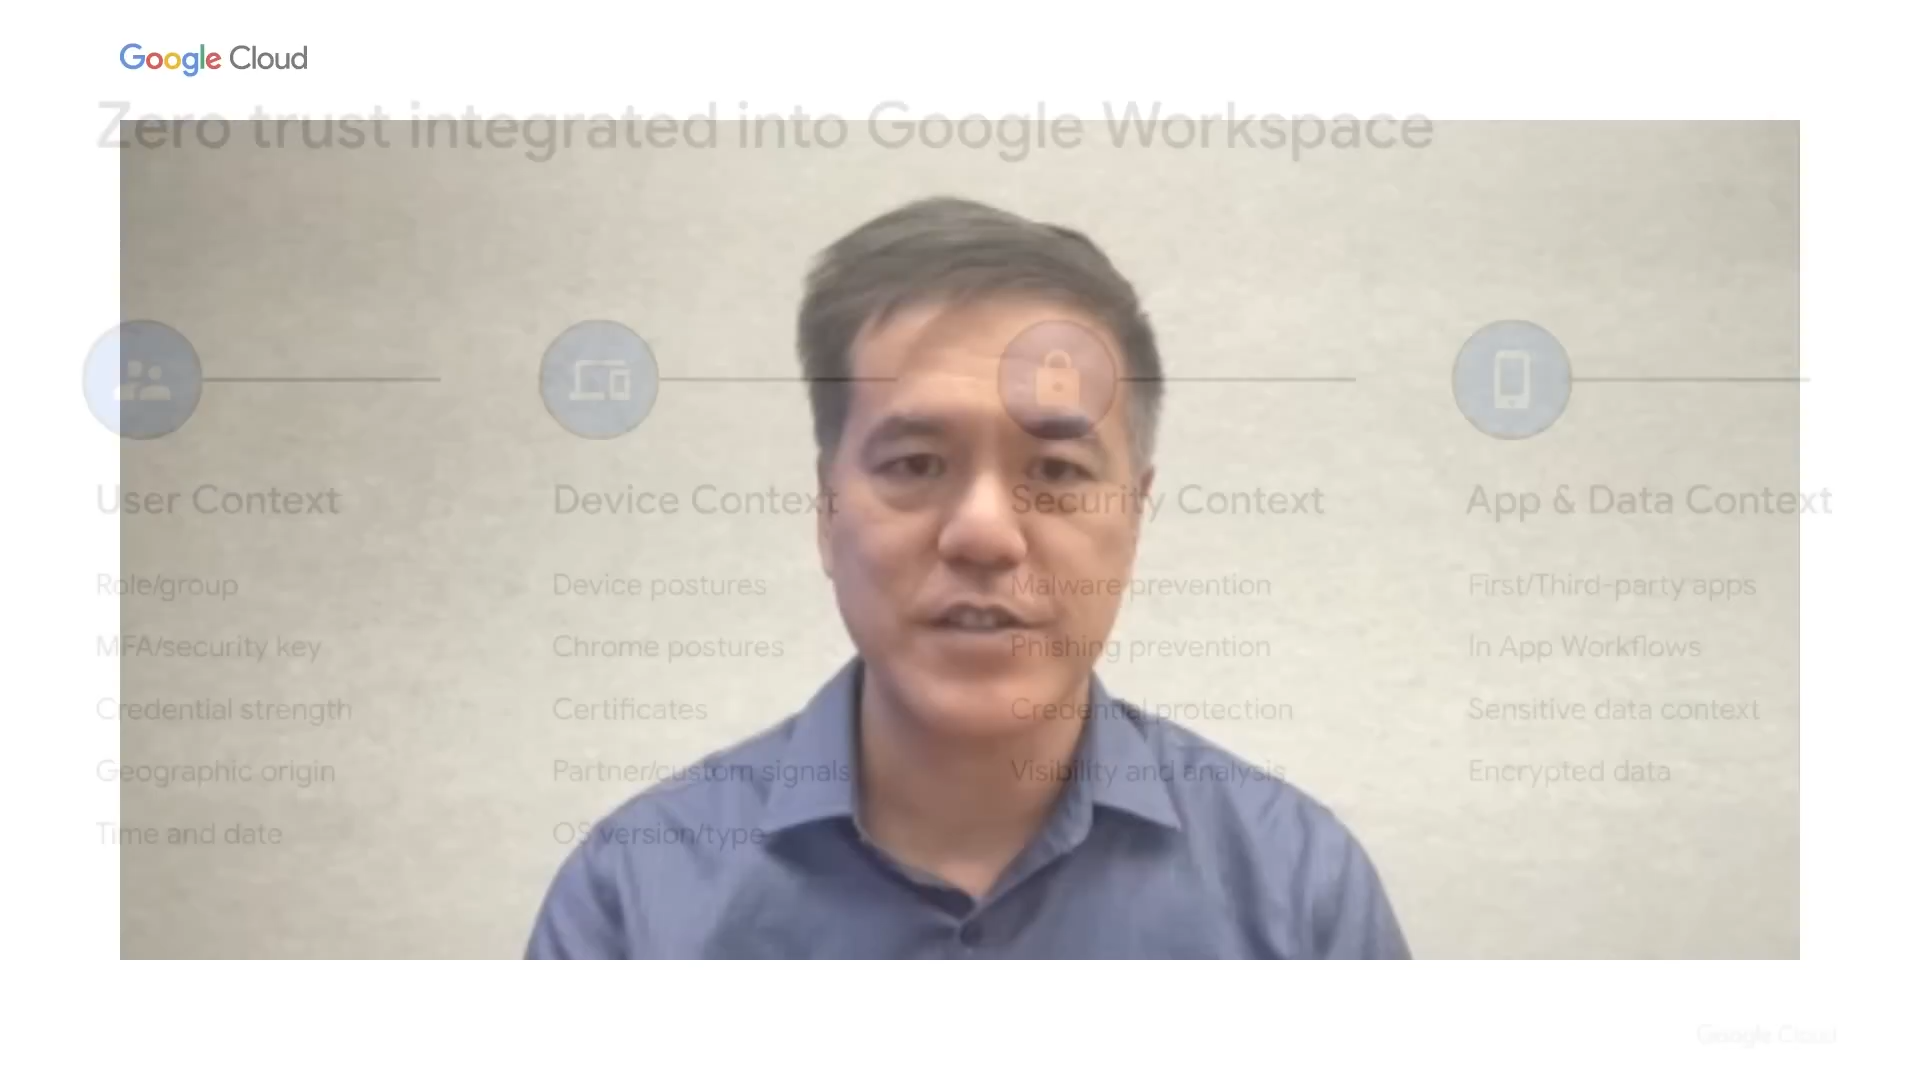 Google Cloud
Zero trust integrated into Google Workspace
User Context
Role/group
MFA/security key
Credential strength
Geographic origin
Time and date
Device Context
Device postures
Chrome postures
Certificates
Partner/custom signals
OS version/type
Security Context
Malware prevention
Phishing prevention
Credential protection
Visibility and analysis
App & Data Context
First/Third-party apps
In App Workflows
Sensitive data context
Encrypted data
Google Cloud